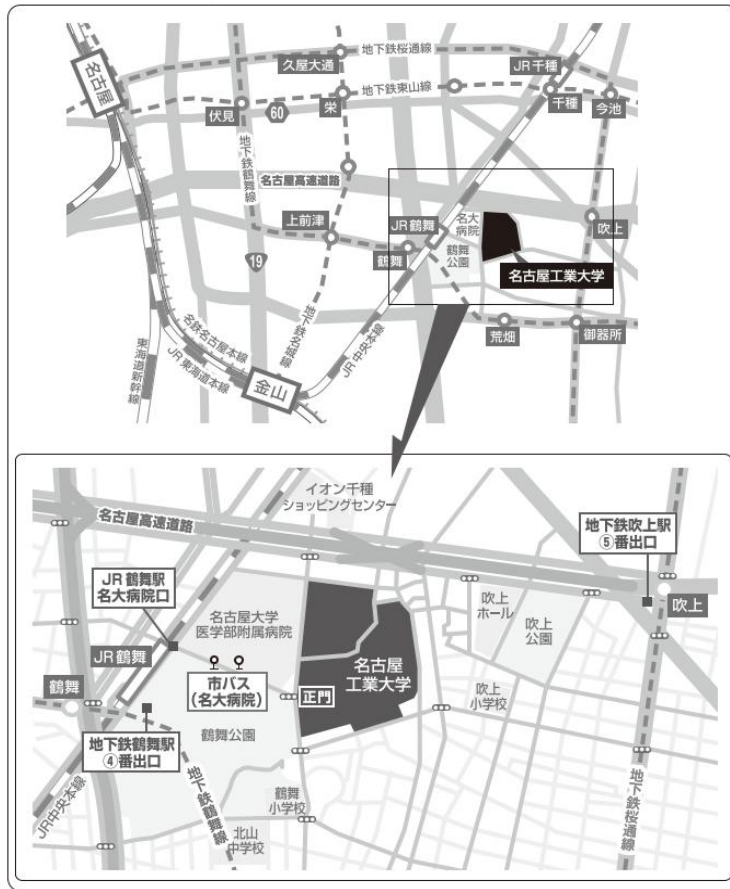 名古屋
久屋大通
地下鉄桜通線
JR千種
伏見
60
栄
地下鉄東山線
千種
今池
地下鉄鶴舞線
名古屋高速道路
上前津
JR鶴舞
名大
病院
吹上
19
鶴舞
鶴舞
公園
名古屋工業大学
地下鉄名城線
名鉄名古屋本線
JR東海道本線
東海道新幹線
JR中央本線
荒畑
御器所
金山
イオン千種
ショッピングセンター
名古屋高速道路
地下鉄吹上駅
⑤番出口
JR鶴舞駅
名大病院口
名古屋大学
医学部附属病院
吹上
ホール
吹上
公園
吹上
JR鶴舞
名古屋
工業大学
市バス
(名大病院)
正門
吹上
小学校
鶴舞
地下鉄鶴舞駅
④番出口
鶴舞公園
JR中央本線
地下鉄鶴舞線
鶴舞
小学校
北山
中学校
地下鉄桜通線